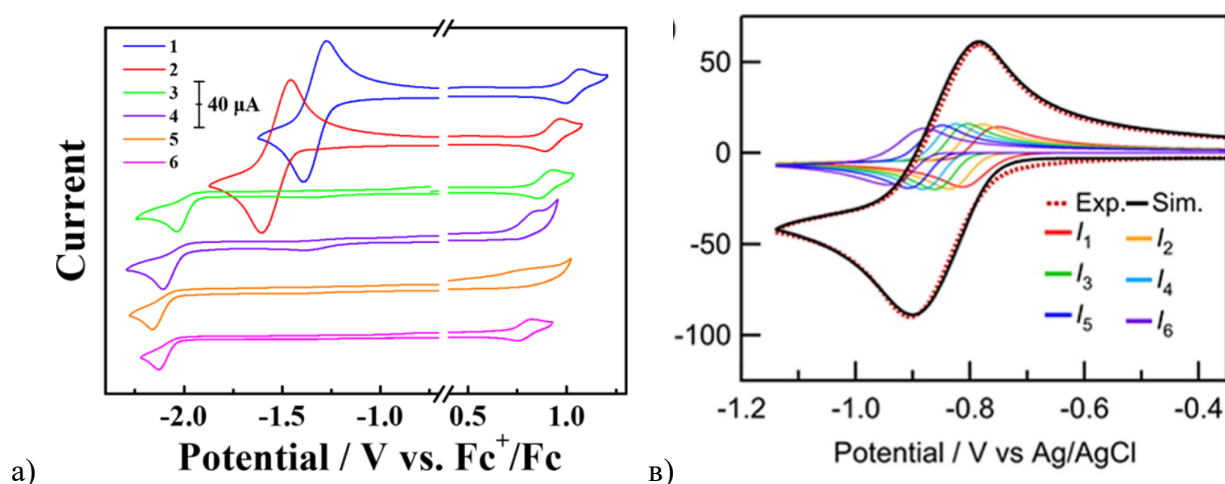 1
2
3
4
5
6
40 μA
Current
-2.0 -1.5 -1.0 0.5 1.0
Potential / V vs. Fc⁺/Fc
а)
)
50
0
-50
-100
Exp. Sim.
I₁ I₂
I₃ I₄
I₅ I₆
-1.2 -1.0 -0.8 -0.6 -0.4
Potential / V vs Ag/AgCl
в)